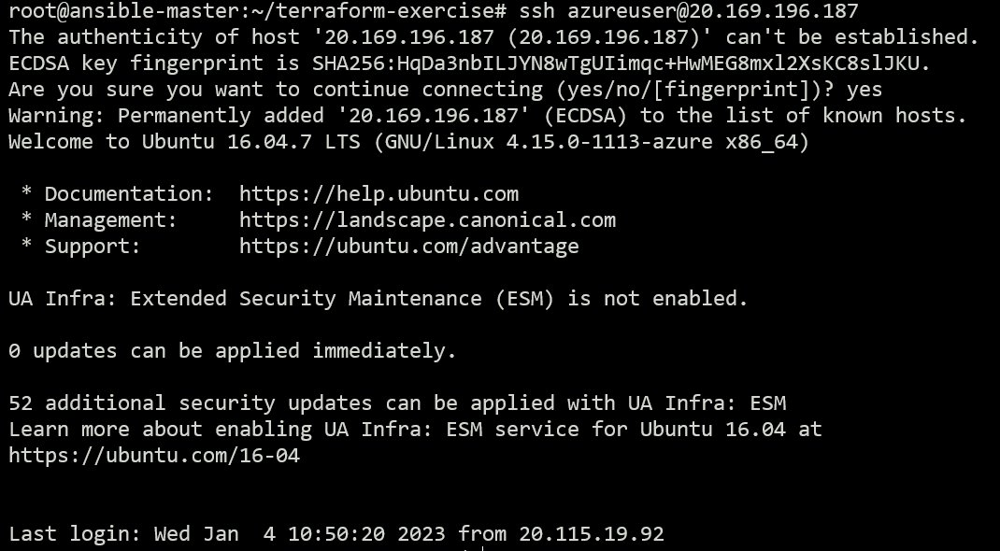 root@ansible-master:~/terraform-exercise# ssh azureuser@20.169.196.187
The authenticity of host '20.169.196.187 (20.169.196.187)' can't be established.
ECDSA key fingerprint is SHA256:HqDa3nbILJYN8wTgUIimqc+HwMEG8mxl2XsKC8slJKU.
Are you sure you want to continue connecting (yes/no/[fingerprint])? yes
Warning: Permanently added '20.169.196.187' (ECDSA) to the list of known hosts.
Welcome to Ubuntu 16.04.7 LTS (GNU/Linux 4.15.0-1113-azure x86_64)
* Documentation: https://help.ubuntu.com
* Management: https://landscape.canonical.com
* Support: https://ubuntu.com/advantage
UA Infra: Extended Security Maintenance (ESM) is not enabled.
0 updates can be applied immediately.
52 additional security updates can be applied with UA Infra: ESM
Learn more about enabling UA Infra: ESM service for Ubuntu 16.04 at
https://ubuntu.com/16-04
Last login: Wed Jan 4 10:50:20 2023 from 20.115.19.92